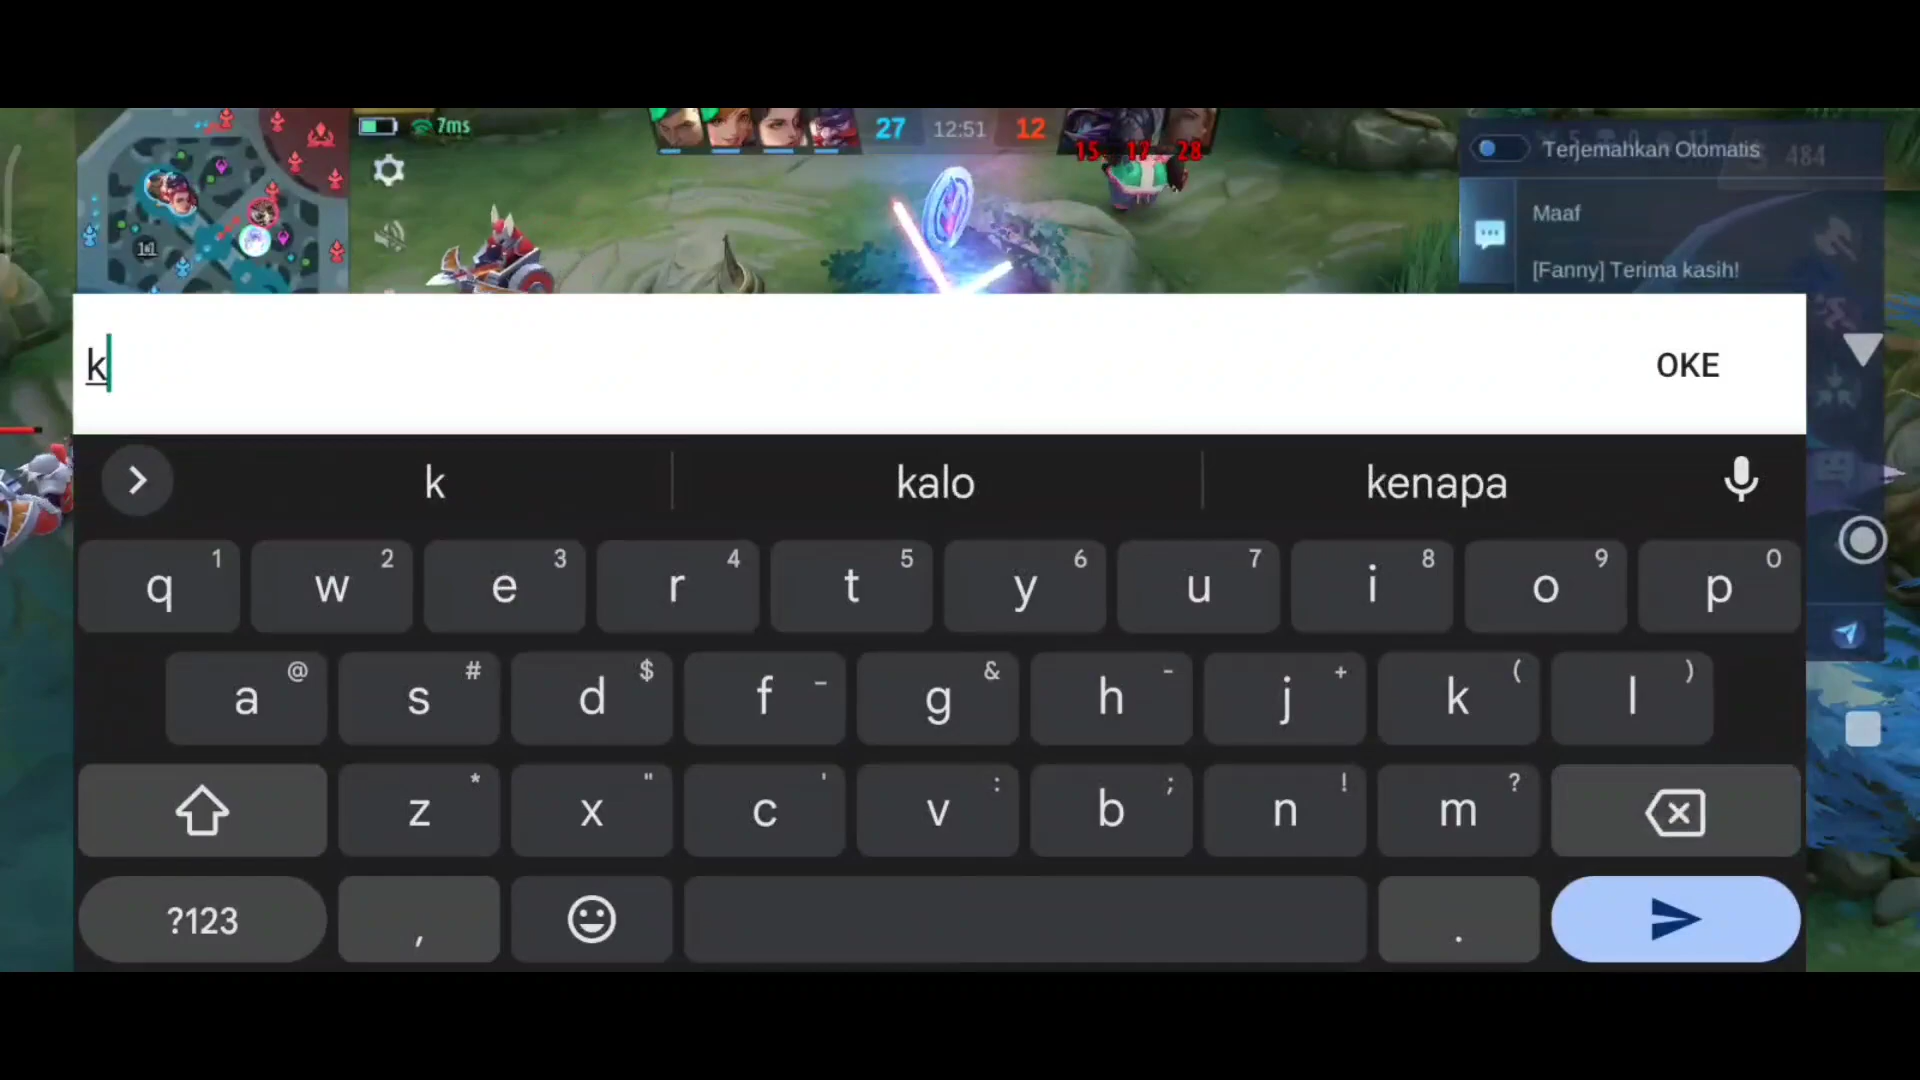 7ms
27 12:51 12
15 17 28
Terjemahkan Otomatis
484
Maaf
[Fanny] Terima kasih!
k
OKE
k kalo kenapa
1 2 3 4 5 6 7 8 9 0
q w e r t y u i o p
@ # $ _ & - + ( )
a s d f g h j k l
* " ' : ; ! ?
z x c v b n m
?123 , .